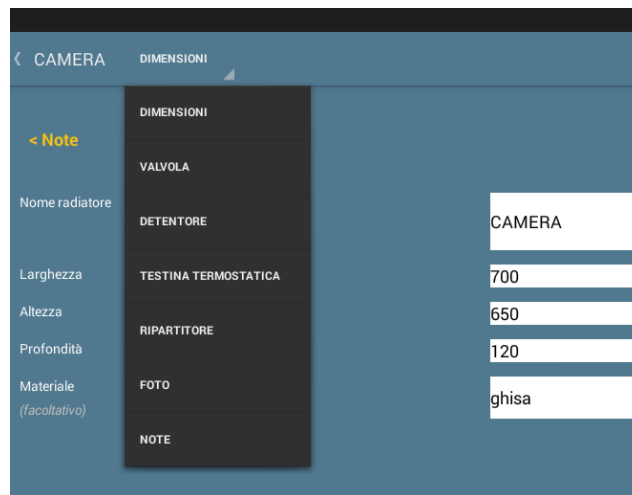 CAMERA
DIMENSIONI
DIMENSIONI
VALVOLA
DETENTORE
TESTINA TERMOSTATICA
RIPARTITORE
FOTO
NOTE
< Note
Nome radiatore
CAMERA
Larghezza
700
Altezza
650
Profondità
120
Materiale
(facoltativo)
ghisa